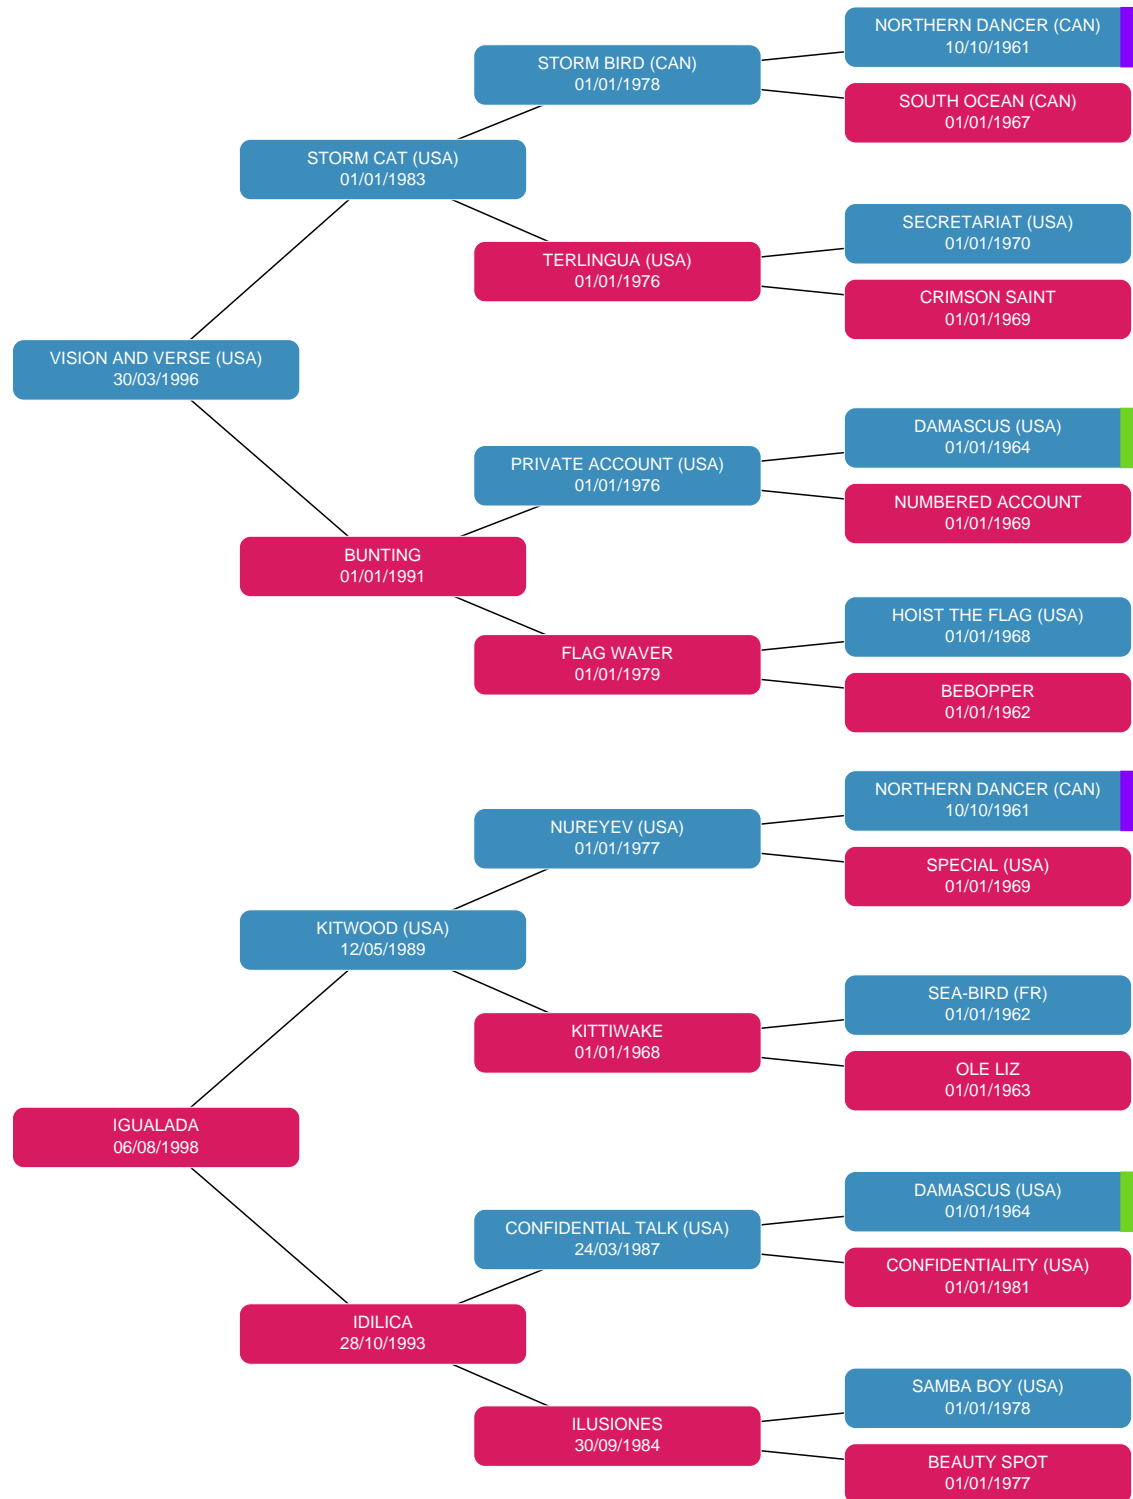 NORTHERN DANCER (CAN)
10/10/1961
STORM BIRD (CAN)
01/01/1978
SOUTH OCEAN (CAN)
01/01/1967
STORM CAT (USA)
01/01/1983
SECRETARIAT (USA)
01/01/1970
TERLINGUA (USA)
01/01/1976
CRIMSON SAINT
01/01/1969
VISION AND VERSE (USA)
30/03/1996
DAMASCUS (USA)
01/01/1964
PRIVATE ACCOUNT (USA)
01/01/1976
NUMBERED ACCOUNT
01/01/1969
BUNTING
01/01/1991
HOIST THE FLAG (USA)
01/01/1968
FLAG WAVER
01/01/1979
BEBOPPER
01/01/1962
NORTHERN DANCER (CAN)
10/10/1961
NUREYEV (USA)
01/01/1977
SPECIAL (USA)
01/01/1969
KITWOOD (USA)
12/05/1989
SEA-BIRD (FR)
01/01/1962
KITTIWAKE
01/01/1968
OLE LIZ
01/01/1963
IGUALADA
06/08/1998
DAMASCUS (USA)
01/01/1964
CONFIDENTIAL TALK (USA)
24/03/1987
CONFIDENTIALITY (USA)
01/01/1981
IDILICA
28/10/1993
SAMBA BOY (USA)
01/01/1978
ILUSIONES
30/09/1984
BEAUTY SPOT
01/01/1977